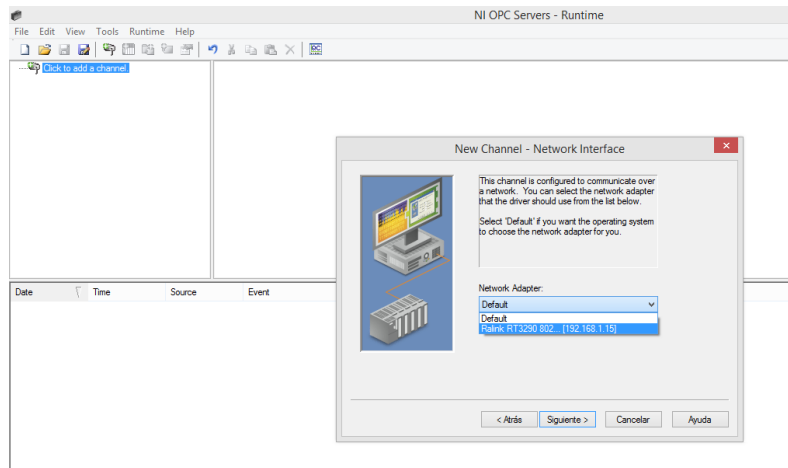 NI OPC Servers - Runtime
File Edit View Tools Runtime Help
Click to add a channel.
New Channel - Network Interface
This channel is configured to communicate over
a network. You can select the network adapter
that the driver should use from the list below.
Select 'Default' if you want the operating system
to choose the network adapter for you.
Date Time Source Event
Network Adapter:
Default
Default
Ralink RT3290 802... [192.168.1.15]
< Atrás Siguiente > Cancelar Ayuda